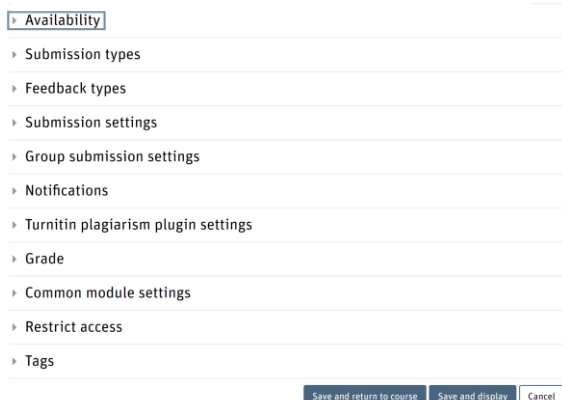 Availability
Submission types
Feedback types
Submission settings
Group submission settings
Notifications
Turnitin plagiarism plugin settings
Grade
Common module settings
Restrict access
Tags
Save and return to course Save and display Cancel